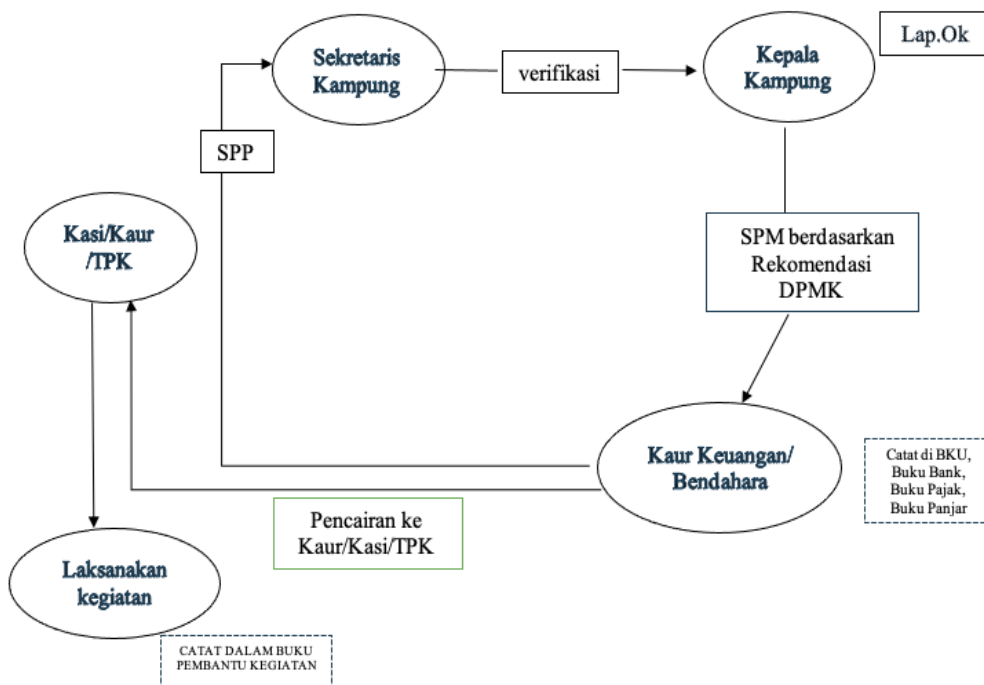 Sekretaris
Kampung
verifikasi
Kepala
Kampung
Lap.Ok
SPP
Kasi/Kaur
/TPK
SPM berdasarkan
Rekomendasi
DPMK
Kaur Keuangan/
Bendahara
Catat di BKU,
Buku Bank,
Buku Pajak,
Buku Panjar
Pencairan ke
Kaur/Kasi/TPK
Laksanakan
kegiatan
CATAT DALAM BUKU
PEMBANTU KEGIATAN